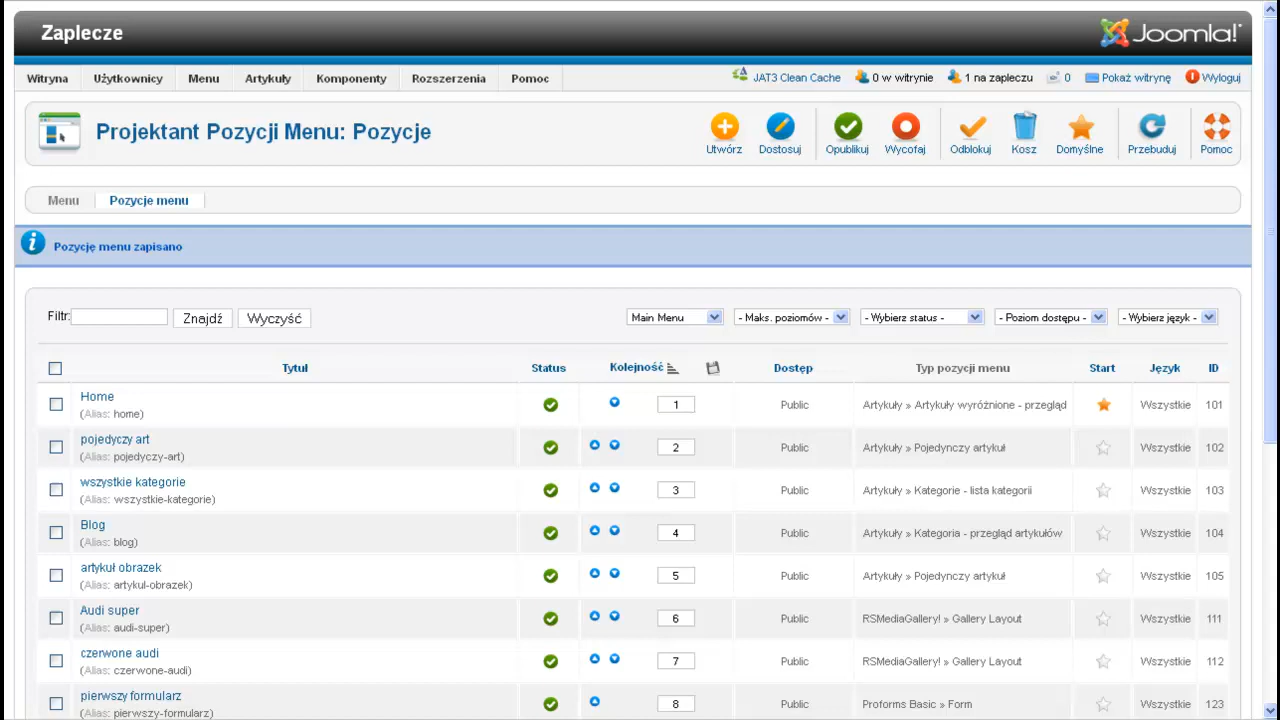 Zaplecze
Joomla!
Witryna Użytkownicy Menu Artykuły Komponenty Rozszerzenia Pomoc JAT3 Clean Cache 0 w witrynie 1 na zapleczu 0 Pokaż witrynę Wyloguj
Projektant Pozycji Menu: Pozycje
Utwórz Dostosuj Opublikuj Wycofaj Odblokuj Kosz Domyślne Przebuduj Pomoc
Menu Pozycje menu
Pozycję menu zapisano
Filtr: Znajdź Wyczyść Main Menu - Maks. poziomów - - Wybierz status - - Poziom dostępu - - Wybierz język -
Tytuł Status Kolejność Dostęp Typ pozycji menu Start Język ID
Home
(Alias: home) 1 Public Artykuły » Artykuły wyróżnione - przegląd Wszystkie 101
pojedyczy art
(Alias: pojedyczy-art) 2 Public Artykuły » Pojedynczy artykuł Wszystkie 102
wszystkie kategorie
(Alias: wszystkie-kategorie) 3 Public Artykuły » Kategorie - lista kategorii Wszystkie 103
Blog
(Alias: blog) 4 Public Artykuły » Kategoria - przegląd artykułów Wszystkie 104
artykuł obrazek
(Alias: artykul-obrazek) 5 Public Artykuły » Pojedynczy artykuł Wszystkie 105
Audi super
(Alias: audi-super) 6 Public RSMediaGallery! » Gallery Layout Wszystkie 111
czerwone audi
(Alias: czerwone-audi) 7 Public RSMediaGallery! » Gallery Layout Wszystkie 112
pierwszy formularz
(Alias: pierwszy-formularz) 8 Public Proforms Basic » Form Wszystkie 123